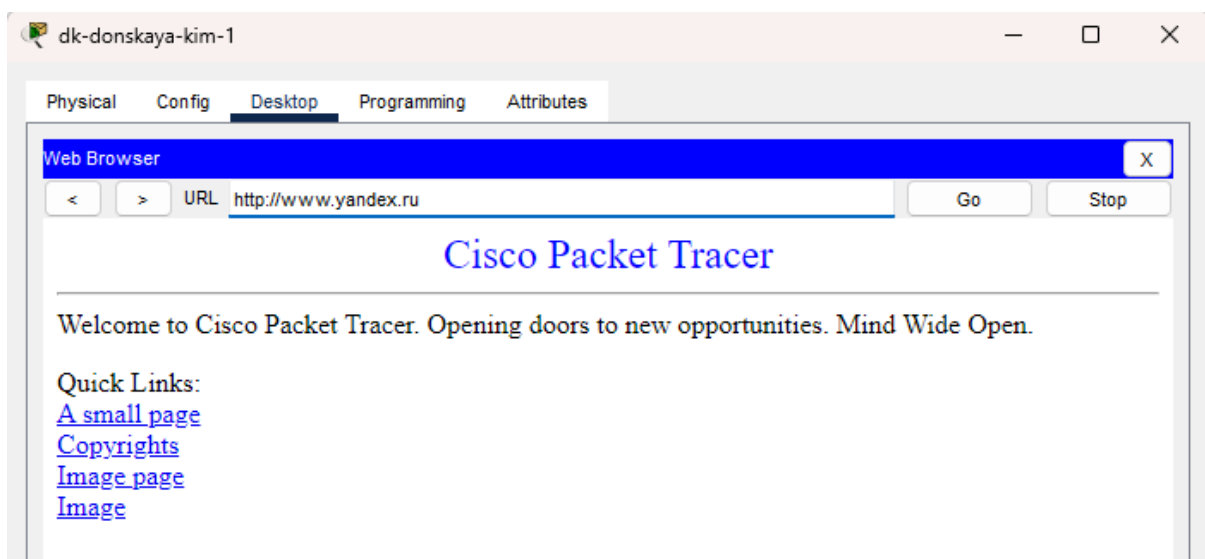 dk-donskaya-kim-1
Physical Config Desktop Programming Attributes
Web Browser X
< > URL http://www.yandex.ru Go Stop
Cisco Packet Tracer
Welcome to Cisco Packet Tracer. Opening doors to new opportunities. Mind Wide Open.
Quick Links:
A small page
Copyrights
Image page
Image